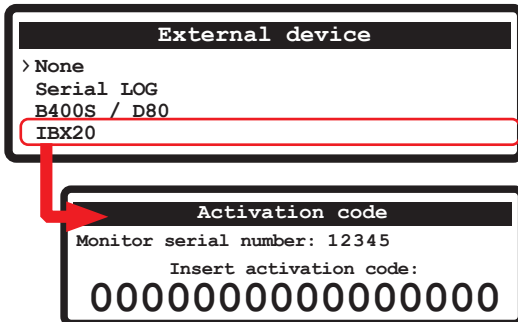 External device
>None
Serial LOG
B400S / D80
IBX20
Activation code
Monitor serial number: 12345
Insert activation code:
0000000000000000